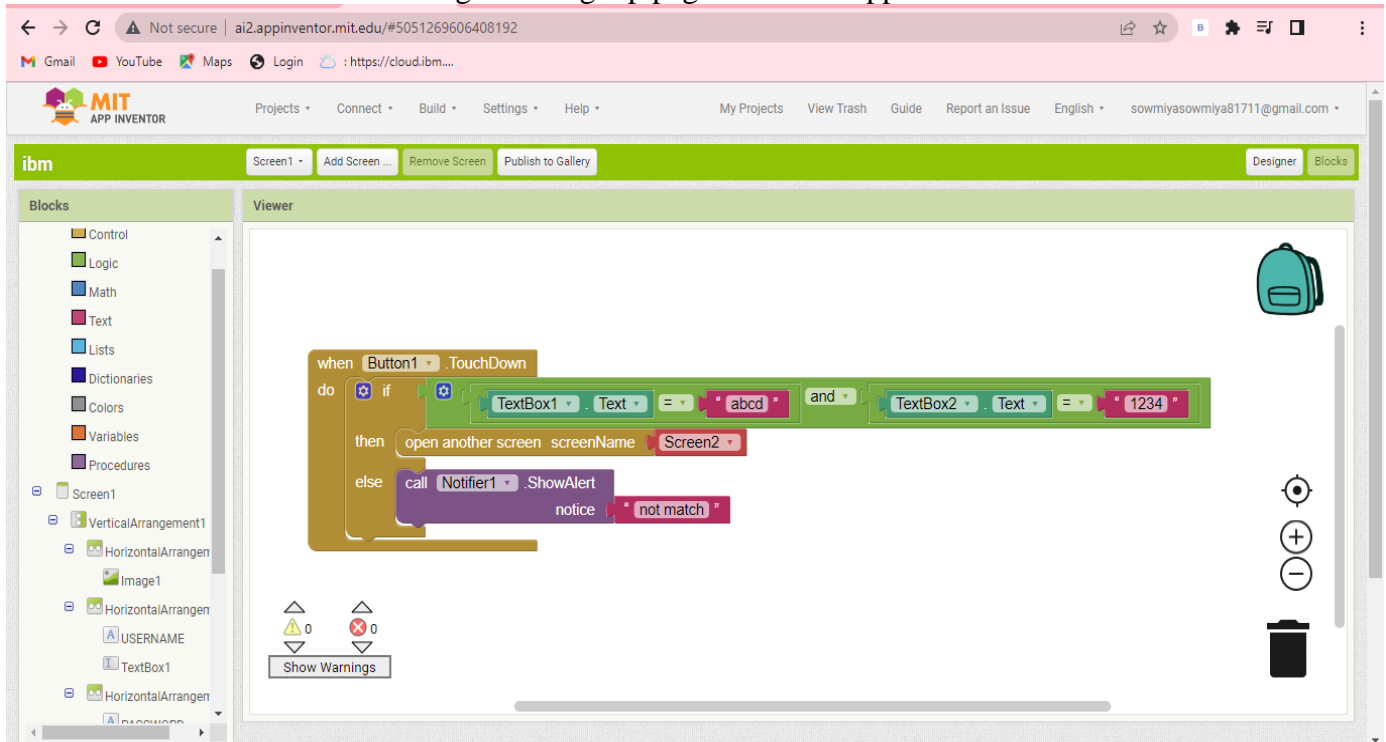 Not secure | ai2.appinventor.mit.edu/#5051269606408192
Gmail YouTube Maps Login : https://cloud.ibm....
MIT
APP INVENTOR
Projects Connect Build Settings Help My Projects View Trash Guide Report an Issue English sowmiyasowmiya81711@gmail.com
ibm Screen1 Add Screen ... Remove Screen Publish to Gallery Designer Blocks
Blocks
Viewer
Control
Logic
Math
Text
Lists
Dictionaries
Colors
Variables
Procedures
Screen1
VerticalArrangement1
HorizontalArrangem
Image1
HorizontalArrangem
USERNAME
TextBox1
HorizontalArrangem
PASSWORD
when Button1 .TouchDown
do if TextBox1 . Text = " abcd " and TextBox2 . Text = " 1234 "
then open another screen screenName Screen2
else call Notifier1 .ShowAlert
notice " not match "
0 0
Show Warnings